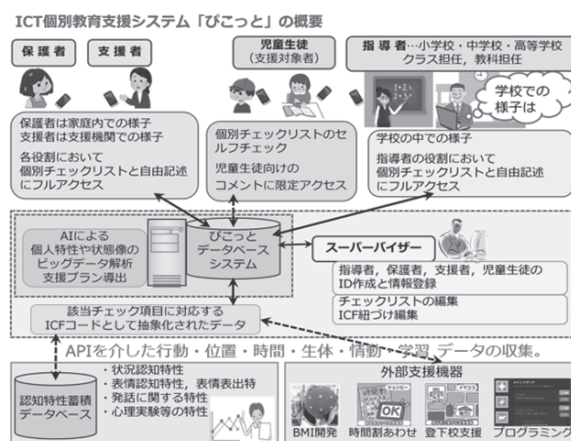 ICT個別教育支援システム「ぴこっと」の概要
保護者
支援者
児童生徒
(支援対象者)
指導者…小学校・中学校・高等学校
クラス担任,教科担任
学校での
様子は
保護者は家庭内での様子
支援者は支援機関での様子
各役割において
個別チェックリストと自由記述
にフルアクセス
個別チェックリストのセ
ルフチェック
児童生徒向けの
コメントに限定アクセス
学校の中での様子
指導者の役割において
個別チェックリストと自由記述
にフルアクセス
AIによる
個人特性や状態像の
ビッグデータ解析
支援プラン導出
ぴこっと
データベース
システム
スーパーバイザー
指導者,保護者,支援者,児童生徒の
ID作成と情報登録
チェックリストの編集
ICF紐づけ編集
該当チェック項目に対応する
ICFコードとして抽象化されたデータ
APIを介した行動・位置・時間・生体・情動・学習 データの収集。
認知特性蓄積
データベース
・状況認知特性
・表情認知特性,表情表出特
・発話に関する特性
・心理実験等の特性
外部支援機器
OK
BMI開発
時間割あわせ
登下校支援
プログラミング